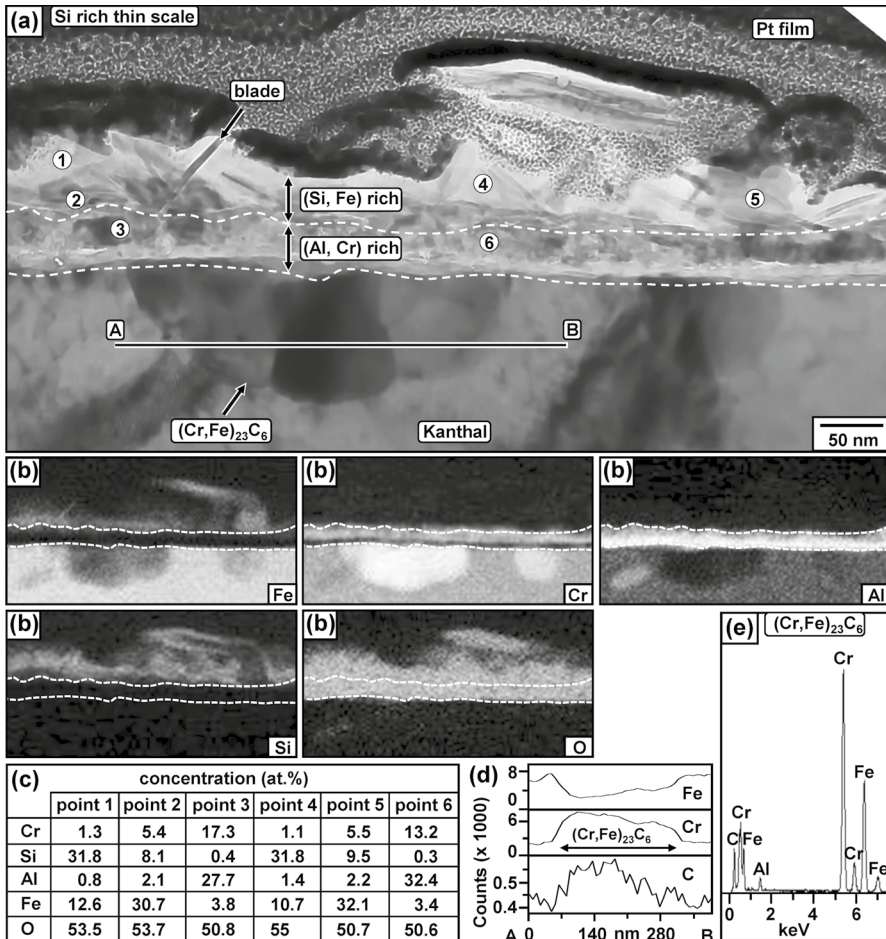 (a)
Si rich thin scale
Pt film
blade
1
2
3
4
5
6
(Si, Fe) rich
(Al, Cr) rich
A
B
(Cr,Fe)23C6
Kanthal
50 nm
(b)
Fe
(b)
Cr
(b)
Al
(b)
Si
(b)
O
(c)
concentration (at.%)
point 1 point 2 point 3 point 4 point 5 point 6
Cr 1.3 5.4 17.3 1.1 5.5 13.2
Si 31.8 8.1 0.4 31.8 9.5 0.3
Al 0.8 2.1 27.7 1.4 2.2 32.4
Fe 12.6 30.7 3.8 10.7 32.1 3.4
O 53.5 53.7 50.8 55 50.7 50.6
(d)
Counts (x 1000)
8
0
Fe
6
0
Cr
(Cr,Fe)23C6
0.5
0.4
C
A 0 140 nm 280 B
(e)
(Cr,Fe)23C6
Cr
Fe
Cr
C Fe
Al
Cr
Fe
0 2 4 6
keV